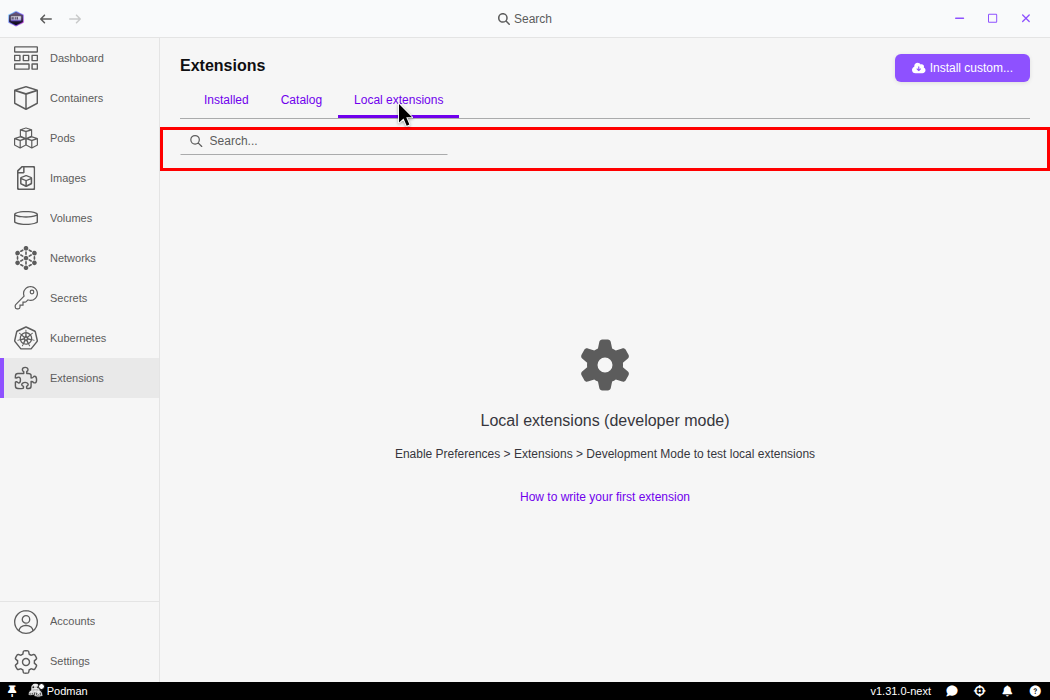 Search
Dashboard
Containers
Pods
Images
Volumes
Networks
Secrets
Kubernetes
Extensions
Accounts
Settings
Extensions
Install custom...
Installed
Catalog
Local extensions
Search...
Local extensions (developer mode)
Enable Preferences > Extensions > Development Mode to test local extensions
How to write your first extension
Podman
v1.31.0-next